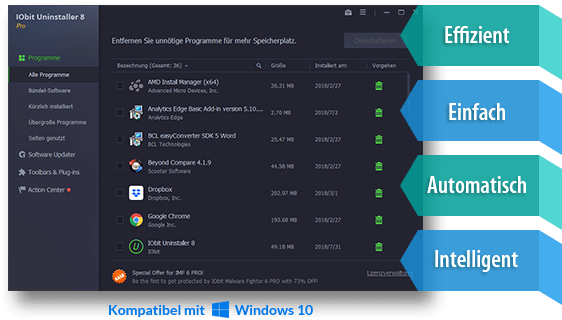 IObit Uninstaller 8
Pro
Entfernen Sie unnötige Programme für mehr Speicherplatz.
Deinstallieren
Programme
Alle Programme
Bündel-Software
Kürzlich installiert
Übergroße Programme
Selten genutzt
Software Updater
Toolbars & Plug-ins
Action Center
Bezeichnung (Gesamt: 36)
Größe
Installiert am:
Vorgehen
AMD Install Manager (x64)
Advanced Micro Devices, Inc.
26.31 MB
2018/2/27
Analytics Edge Basic Add-in version 5.10....
Analytics Edge
2.70 MB
2018/7/2
BCL easyConverter SDK 5 Word
BCL Technologies
25.47 MB
2018/2/27
Beyond Compare 4.1.9
Scooter Software
44.58 MB
2018/2/27
Dropbox
Dropbox, Inc.
202.97 MB
2018/3/1
Google Chrome
Google Inc.
193.68 MB
2018/2/27
IObit Uninstaller 8
49.18 MB
2018/7/31
SALE
Special Offer for IMF 6 PRO!
Be the first to get protected by IObit Malware Fighter 6 PRO with 73% OFF!
Lizenzverwaltung
Effizient
Einfach
Automatisch
Intelligent
Kompatibel mit Windows 10